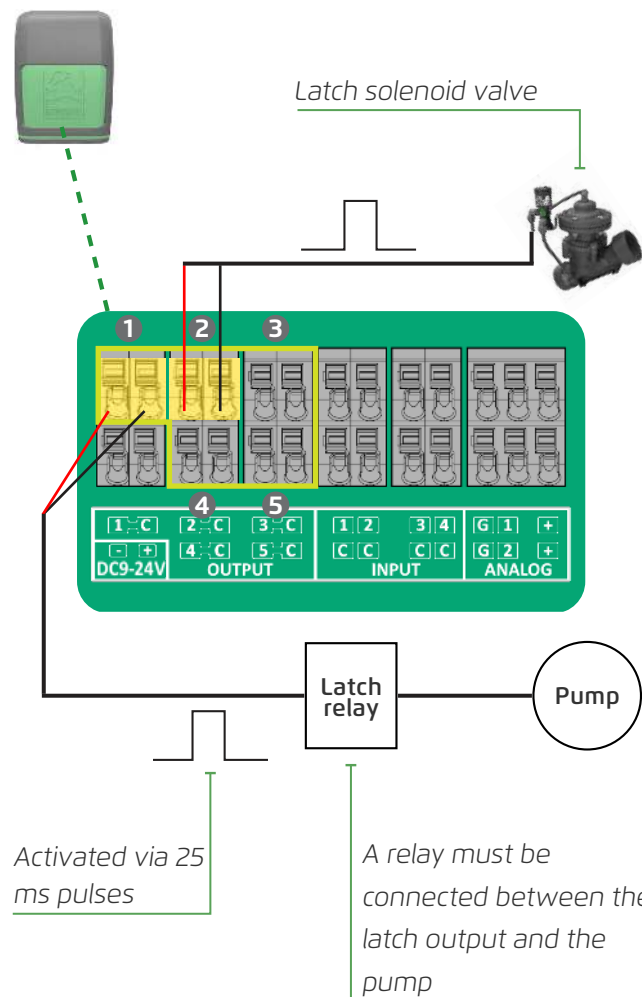 Latch solenoid valve
1 2 3
4 5
1 C 2 C 3 C 1 2 3 4 G 1 +
- + 4 C 5 C C C C C G 2 +
DC9-24V OUTPUT INPUT ANALOG
Latch
relay
Pump
Activated via 25
ms pulses
A relay must be
connected between the
latch output and the
pump